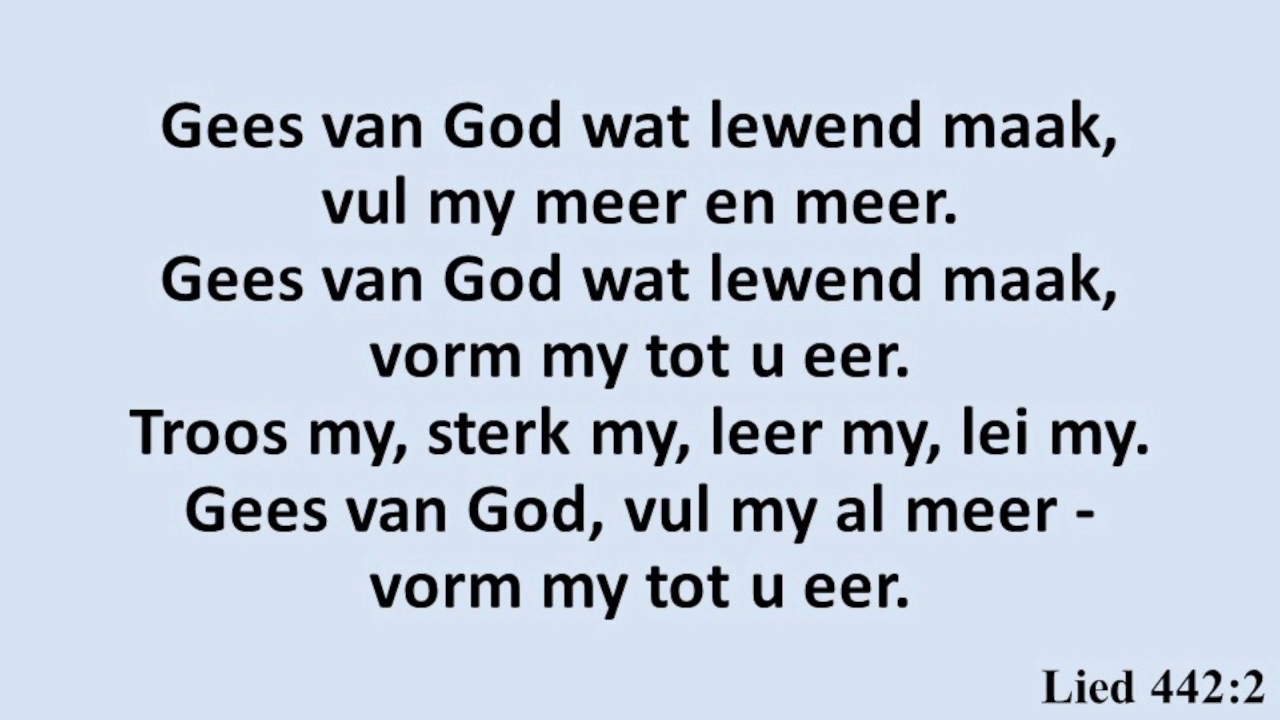 Gees van God wat lewend maak,
vul my meer en meer.
Gees van God wat lewend maak,
vorm my tot u eer.
Troos my, sterk my, leer my, lei my.
Gees van God, vul my al meer -
vorm my tot u eer.
Lied 442:2